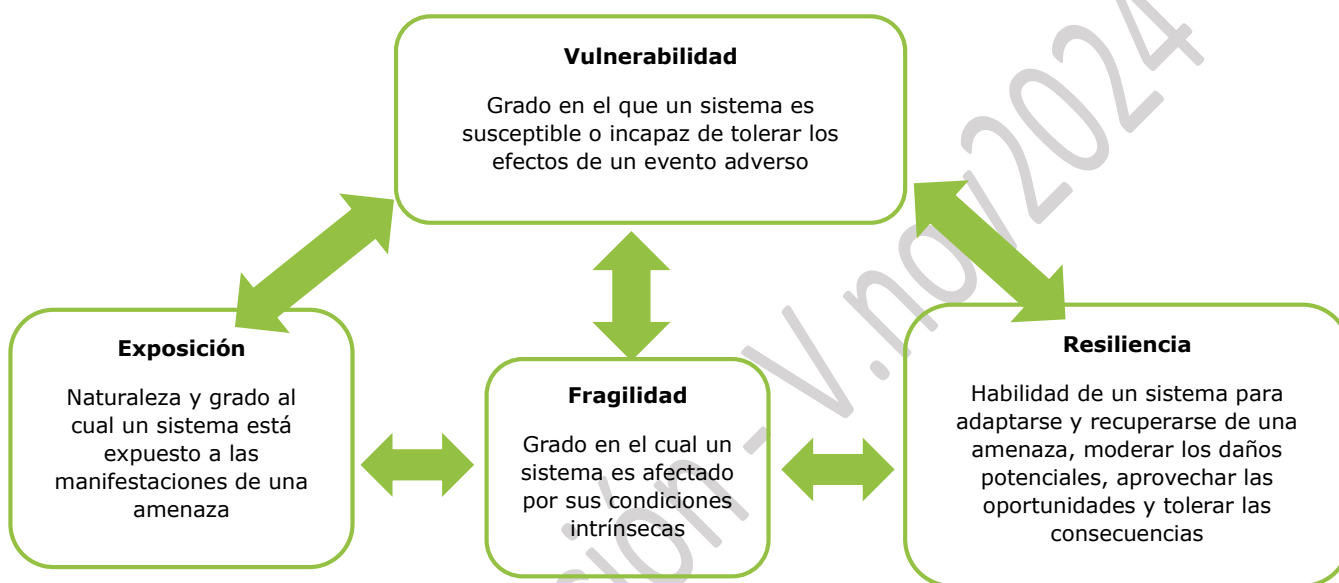 Vulnerabilidad
Grado en el que un sistema es
susceptible o incapaz de tolerar los
efectos de un evento adverso
Exposición
Naturaleza y grado al
cual un sistema está
expuesto a las
manifestaciones de una
amenaza
Fragilidad
Grado en el cual un
sistema es afectado
por sus condiciones
intrínsecas
Resiliencia
Habilidad de un sistema para
adaptarse y recuperarse de una
amenaza, moderar los daños
potenciales, aprovechar las
oportunidades y tolerar las
consecuencias
- V.nov2024